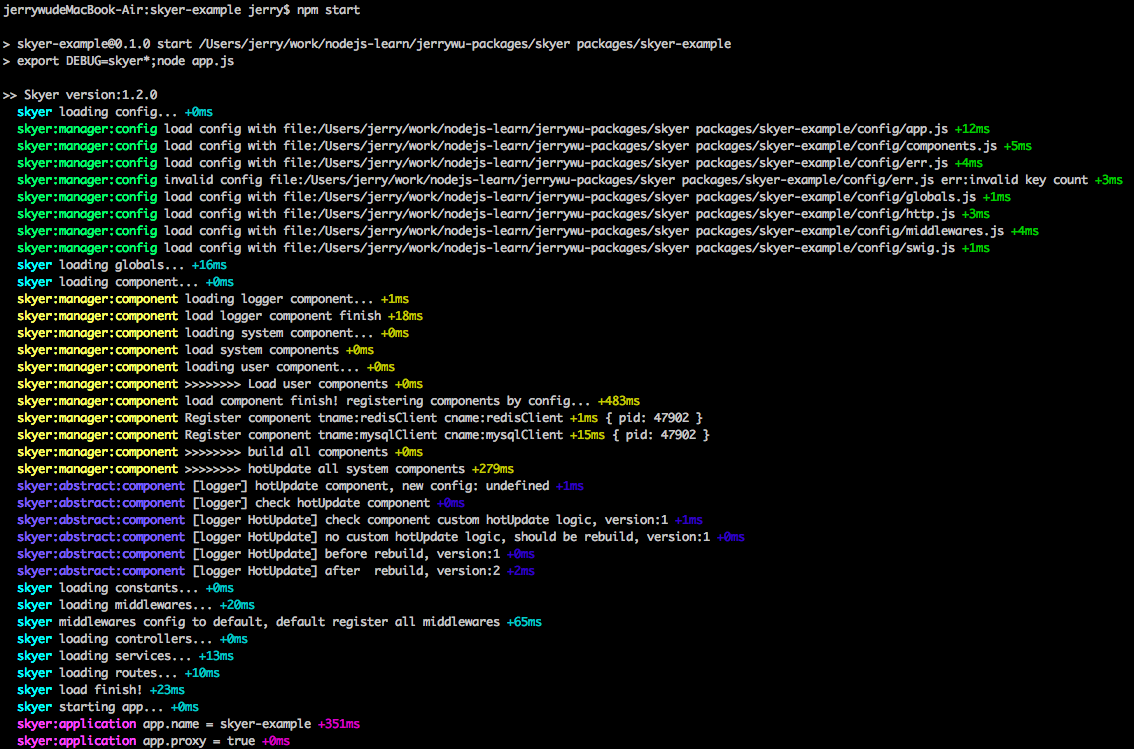 jerrywudeMacBook-Air:skyer-example jerry$ npm start
> skyer-example@0.1.0 start /Users/jerry/work/nodejs-learn/jerrywu-packages/skyer packages/skyer-example
> export DEBUG=skyer*;node app.js
>> Skyer version:1.2.0
skyer loading config... +0ms
skyer:manager:config load config with file:/Users/jerry/work/nodejs-learn/jerrywu-packages/skyer packages/skyer-example/config/app.js +12ms
skyer:manager:config load config with file:/Users/jerry/work/nodejs-learn/jerrywu-packages/skyer packages/skyer-example/config/components.js +5ms
skyer:manager:config load config with file:/Users/jerry/work/nodejs-learn/jerrywu-packages/skyer packages/skyer-example/config/err.js +4ms
skyer:manager:config invalid config file:/Users/jerry/work/nodejs-learn/jerrywu-packages/skyer packages/skyer-example/config/err.js err:invalid key count +3ms
skyer:manager:config load config with file:/Users/jerry/work/nodejs-learn/jerrywu-packages/skyer packages/skyer-example/config/globals.js +1ms
skyer:manager:config load config with file:/Users/jerry/work/nodejs-learn/jerrywu-packages/skyer packages/skyer-example/config/http.js +3ms
skyer:manager:config load config with file:/Users/jerry/work/nodejs-learn/jerrywu-packages/skyer packages/skyer-example/config/middlewares.js +4ms
skyer:manager:config load config with file:/Users/jerry/work/nodejs-learn/jerrywu-packages/skyer packages/skyer-example/config/swig.js +1ms
skyer loading globals... +16ms
skyer loading component... +0ms
skyer:manager:component loading logger component... +1ms
skyer:manager:component load logger component finish +18ms
skyer:manager:component loading system component... +0ms
skyer:manager:component load system components +0ms
skyer:manager:component loading user component... +0ms
skyer:manager:component >>>>>>>> Load user components +0ms
skyer:manager:component load component finish! registering components by config... +483ms
skyer:manager:component Register component tname:redisClient cname:redisClient +1ms { pid: 47902 }
skyer:manager:component Register component tname:mysqlClient cname:mysqlClient +15ms { pid: 47902 }
skyer:manager:component >>>>>>>> build all components +0ms
skyer:manager:component >>>>>>>> hotUpdate all system components +279ms
skyer:abstract:component [logger] hotUpdate component, new config: undefined +1ms
skyer:abstract:component [logger] check hotUpdate component +0ms
skyer:abstract:component [logger HotUpdate] check component custom hotUpdate logic, version:1 +1ms
skyer:abstract:component [logger HotUpdate] no custom hotUpdate logic, should be rebuild, version:1 +0ms
skyer:abstract:component [logger HotUpdate] before rebuild, version:1 +0ms
skyer:abstract:component [logger HotUpdate] after  rebuild, version:2 +2ms
skyer loading constants... +0ms
skyer loading middlewares... +20ms
skyer middlewares config to default, default register all middlewares +65ms
skyer loading controllers... +0ms
skyer loading services... +13ms
skyer loading routes... +10ms
skyer load finish! +23ms
skyer starting app... +0ms
skyer:application app.name = skyer-example +351ms
skyer:application app.proxy = true +0ms